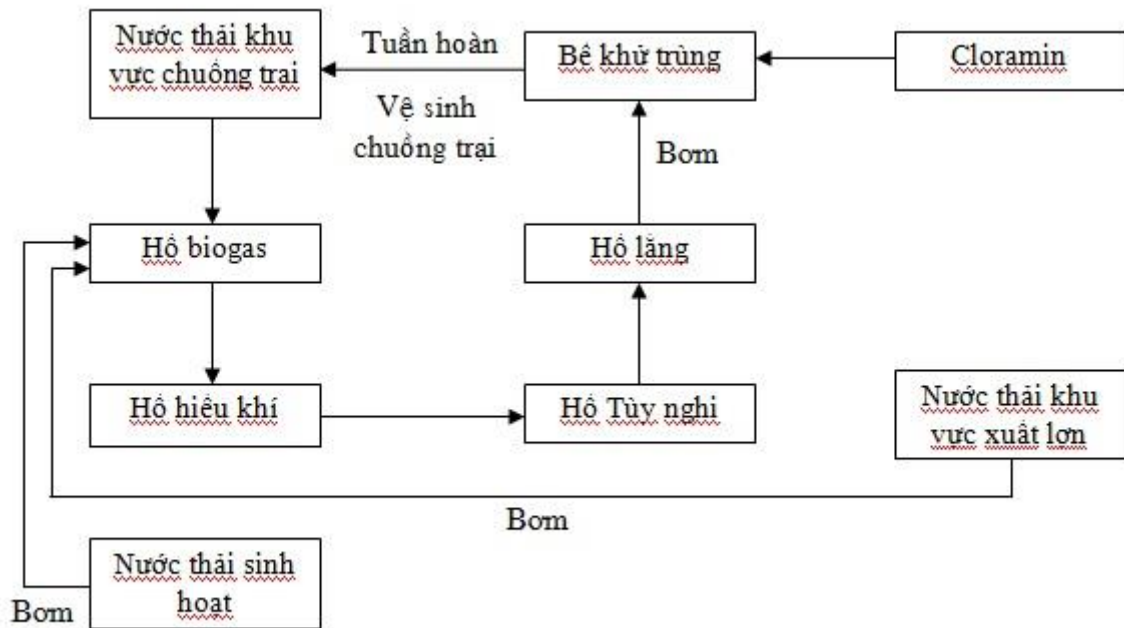 Nước thải khu
vực chuồng trại
Tuần hoàn
Vệ sinh
chuồng trại
Bể khử trùng
Cloramin
Bơm
Hồ biogas
Hồ lắng
Hồ hiếu khí
Hồ Tùy nghi
Nước thải khu
vực xuất lợn
Bơm
Nước thải sinh
hoạt
Bơm